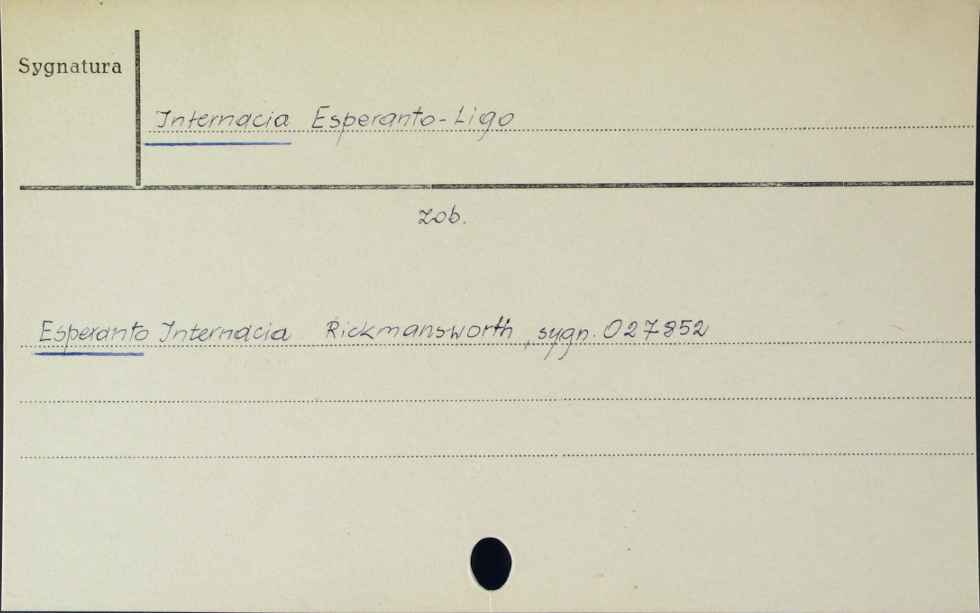 Sygnatura
Internacia Esperanto-Ligo
zob.
Esperanto Internacia Rickmansworth, sygn. 027852